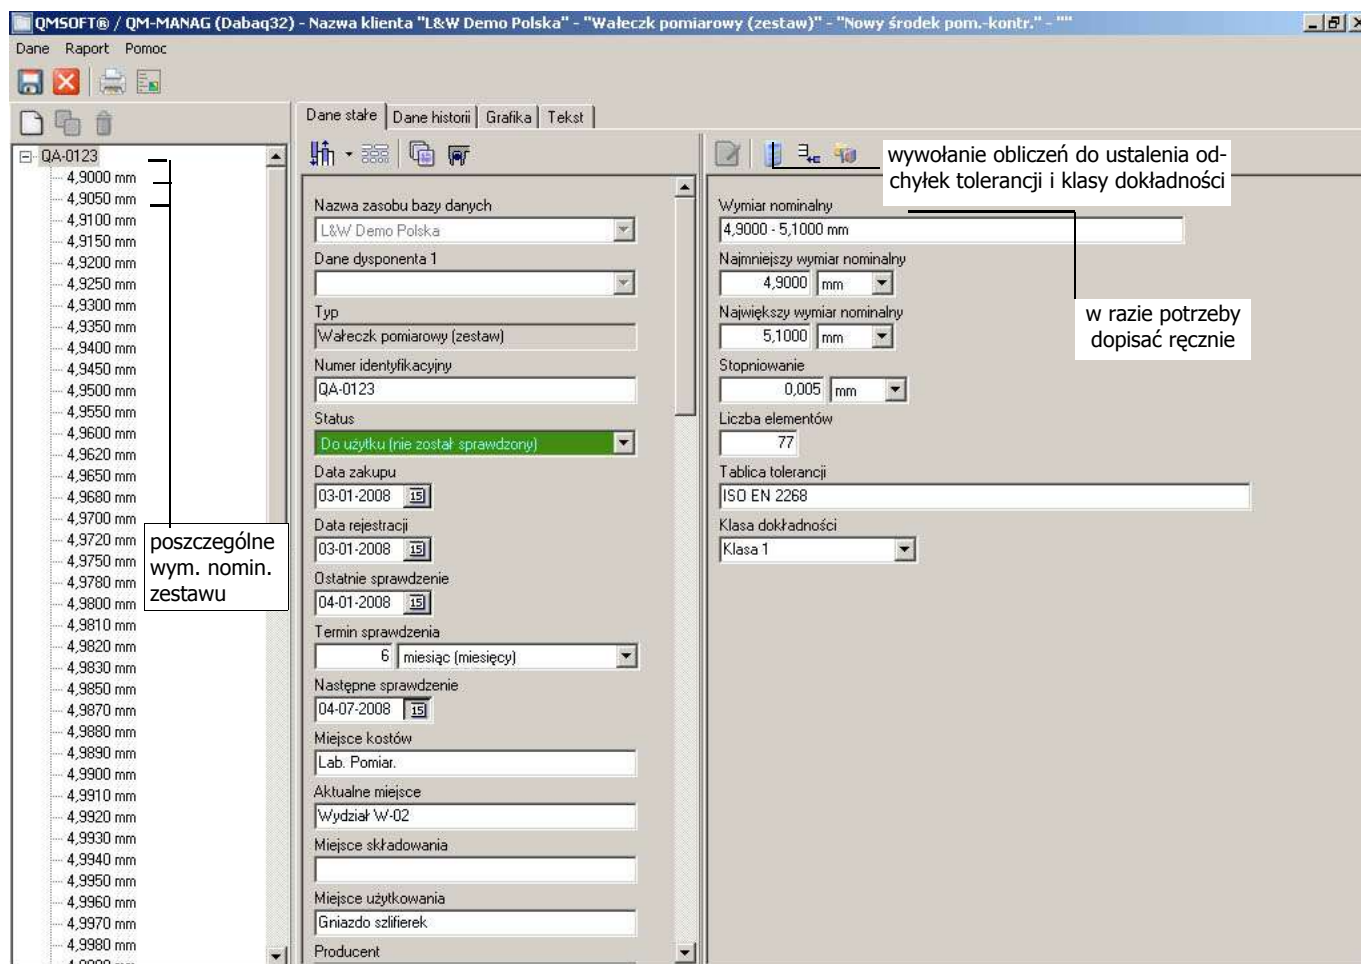 QMSOFT® / QM-MANAG (Dabaq32) - Nazwa klienta "L&W Demo Polska" - "Wałeczk pomiarowy (zestaw)" - "Nowy środek pom.-kontr." - ""
Dane Raport Pomoc
QA-0123
4,9000 mm
4,9050 mm
4,9100 mm
4,9150 mm
4,9200 mm
4,9250 mm
4,9300 mm
4,9350 mm
4,9400 mm
4,9450 mm
4,9500 mm
4,9550 mm
4,9600 mm
4,9620 mm
4,9650 mm
4,9680 mm
4,9700 mm
4,9720 mm
4,9750 mm
4,9780 mm
4,9800 mm
4,9810 mm
4,9820 mm
4,9830 mm
4,9850 mm
4,9870 mm
4,9880 mm
4,9890 mm
4,9900 mm
4,9910 mm
4,9920 mm
4,9930 mm
4,9940 mm
4,9950 mm
4,9960 mm
4,9970 mm
4,9980 mm
poszczególne
wym. nomin.
zestawu
Dane stałe Dane historii Grafika Tekst
Nazwa zasobu bazy danych
L&W Demo Polska
Dane dysponenta 1
Typ
Wałeczk pomiarowy (zestaw)
Numer identyfikacyjny
QA-0123
Status
Do użytku (nie został sprawdzony)
Data zakupu
03-01-2008 15
Data rejestracji
03-01-2008 15
Ostatnie sprawdzenie
04-01-2008 15
Termin sprawdzenia
6 miesiąc (miesięcy)
Następne sprawdzenie
04-07-2008 15
Miejsce kostów
Lab. Pomiar.
Aktualne miejsce
Wydział W-02
Miejsce składowania
Miejsce użytkowania
Gniazdo szlifierek
Producent
wywołanie obliczeń do ustalenia od-
chyłek tolerancji i klasy dokładności
Wymiar nominalny
4,9000 - 5,1000 mm
Najmniejszy wymiar nominalny
4,9000 mm
Największy wymiar nominalny
5,1000 mm
w razie potrzeby
dopisać ręcznie
Stopniowanie
0,005 mm
Liczba elementów
77
Tablica tolerancji
ISO EN 2268
Klasa dokładności
Klasa 1